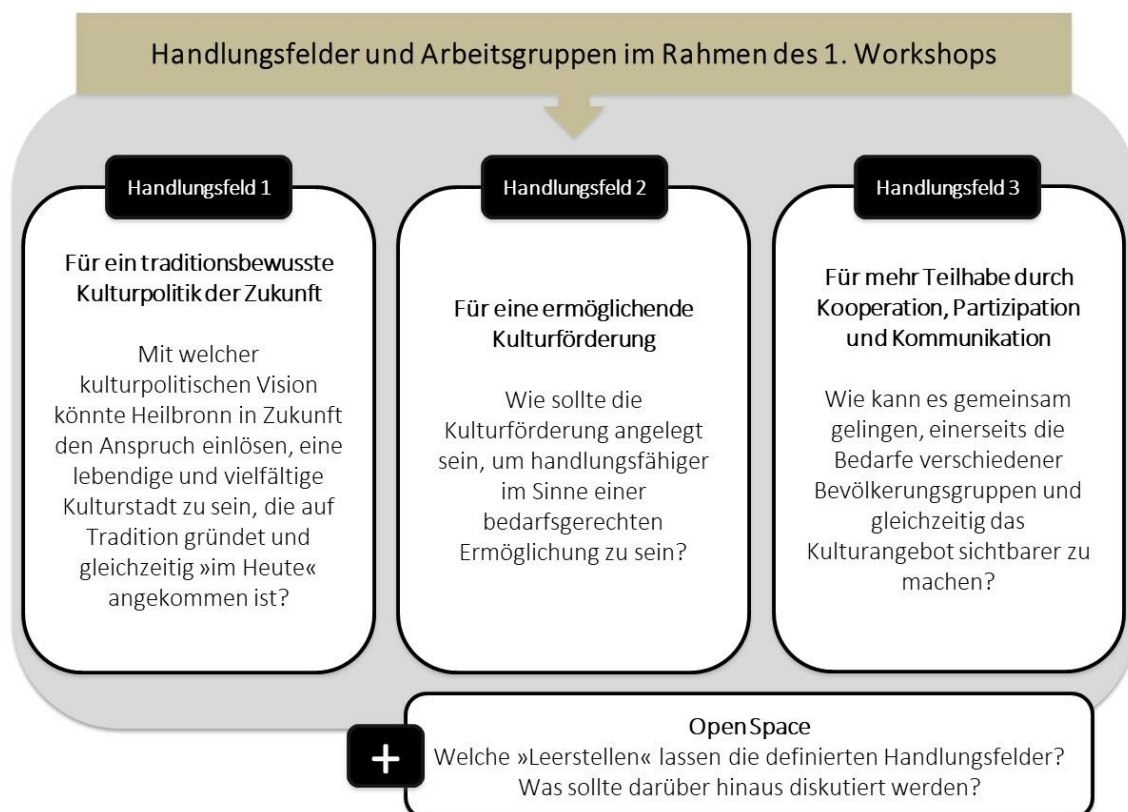 Handlungsfelder und Arbeitsgruppen im Rahmen des 1. Workshops
Handlungsfeld 1
Für ein traditionsbewusste
Kulturpolitik der Zukunft
Mit welcher
kulturpolitischen Vision
könnte Heilbronn in Zukunft
den Anspruch einlösen, eine
lebendige und vielfältige
Kulturstadt zu sein, die auf
Tradition gründet und
gleichzeitig »im Heute«
angekommen ist?
Handlungsfeld 2
Für eine ermöglichende
Kulturförderung
Wie sollte die
Kulturförderung angelegt
sein, um handlungsfähiger
im Sinne einer
bedarfsgerechten
Ermöglichung zu sein?
Handlungsfeld 3
Für mehr Teilhabe durch
Kooperation, Partizipation
und Kommunikation
Wie kann es gemeinsam
gelingen, einerseits die
Bedarfe verschiedener
Bevölkerungsgruppen und
gleichzeitig das
Kulturangebot sichtbarer zu
machen?
+
Open Space
Welche »Leerstellen« lassen die definierten Handlungsfelder?
Was sollte darüber hinaus diskutiert werden?